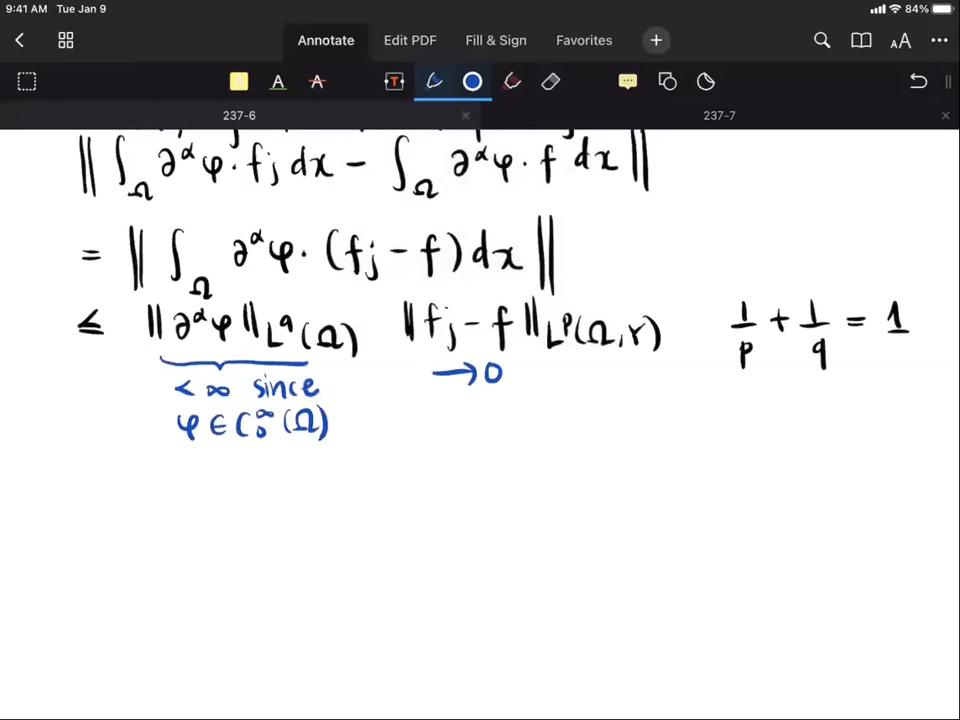 9:41 AM Tue Jan 9 84%
Annotate Edit PDF Fill & Sign Favorites
237-6 237-7
‖∫_Ω ∂^α φ · f_j dx − ∫_Ω ∂^α φ · f dx‖
= ‖∫_Ω ∂^α φ · (f_j − f) dx‖
≤ ‖∂^α φ‖_{L^q(Ω)} ‖f_j − f‖_{L^p(Ω,r)} 1/p + 1/q = 1
< ∞ since → 0
φ ∈ C_0^∞(Ω)